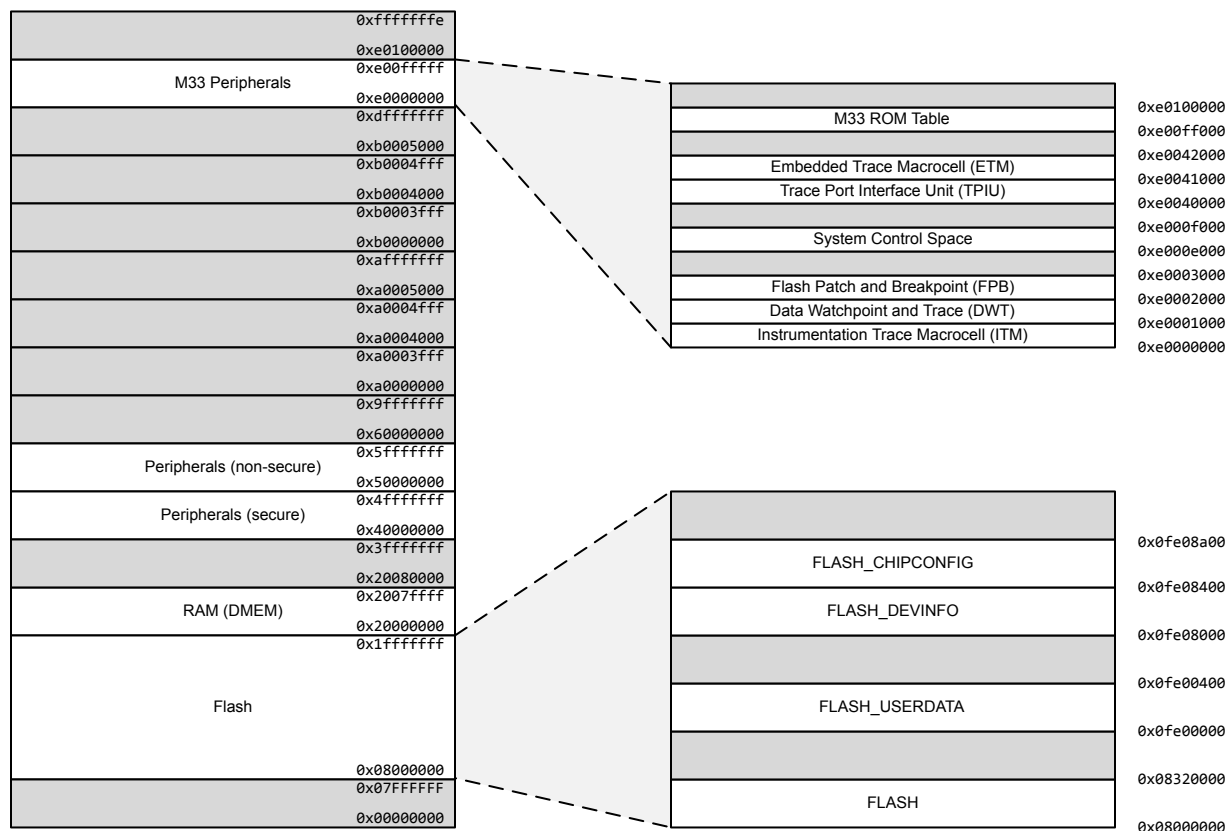 0xfffffffe
0xe0100000
M33 Peripherals
0xe00fffff
0xe0000000
0xdfffffff
0xb0005000
0xb0004fff
0xb0004000
0xb0003fff
0xb0000000
0xafffffff
0xa0005000
0xa0004fff
0xa0004000
0xa0003fff
0xa0000000
0x9fffffff
0x60000000
0x5fffffff
Peripherals (non-secure)
0x50000000
0x4fffffff
Peripherals (secure)
0x40000000
0x3fffffff
0x20080000
0x2007ffff
RAM (DMEM)
0x20000000
0x1fffffff
Flash
0x08000000
0x07FFFFFF
0x00000000
0xe0100000
M33 ROM Table
0xe00ff000
0xe0042000
Embedded Trace Macrocell (ETM)
0xe0041000
Trace Port Interface Unit (TPIU)
0xe0040000
0xe000f000
System Control Space
0xe000e000
0xe0003000
Flash Patch and Breakpoint (FPB)
0xe0002000
Data Watchpoint and Trace (DWT)
0xe0001000
Instrumentation Trace Macrocell (ITM)
0xe0000000
0x0fe08a00
FLASH_CHIPCONFIG
0x0fe08400
FLASH_DEVINFO
0x0fe08000
0x0fe00400
FLASH_USERDATA
0x0fe00000
0x08320000
FLASH
0x08000000